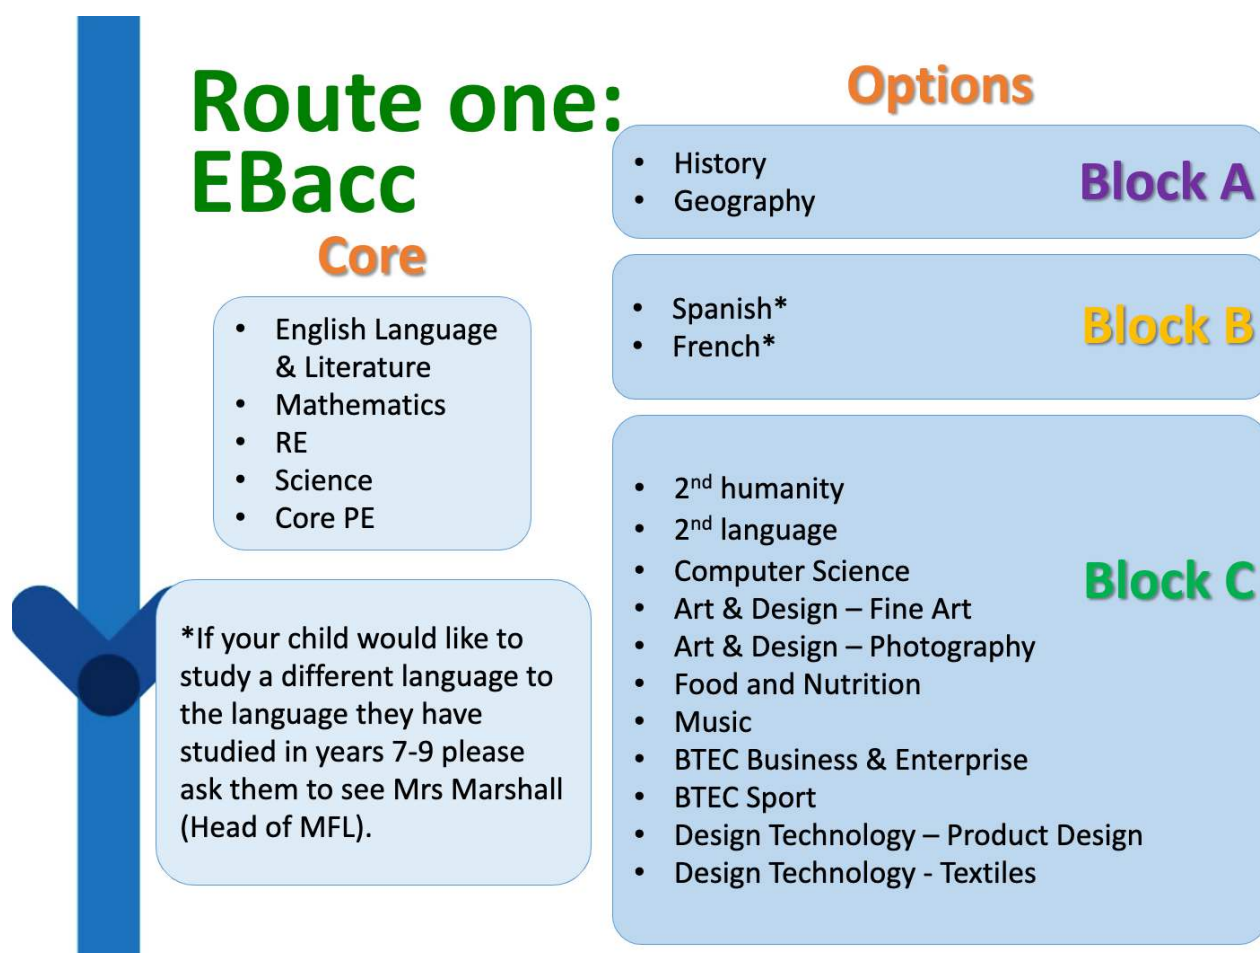 Route one:
EBacc
Core
• English Language
& Literature
• Mathematics
• RE
• Science
• Core PE
*If your child would like to
study a different language to
the language they have
studied in years 7-9 please
ask them to see Mrs Marshall
(Head of MFL).
Options
• History
• Geography
Block A
• Spanish*
• French*
Block B
• 2nd humanity
• 2nd language
• Computer Science
• Art & Design – Fine Art
• Art & Design – Photography
• Food and Nutrition
• Music
• BTEC Business & Enterprise
• BTEC Sport
• Design Technology – Product Design
• Design Technology - Textiles
Block C